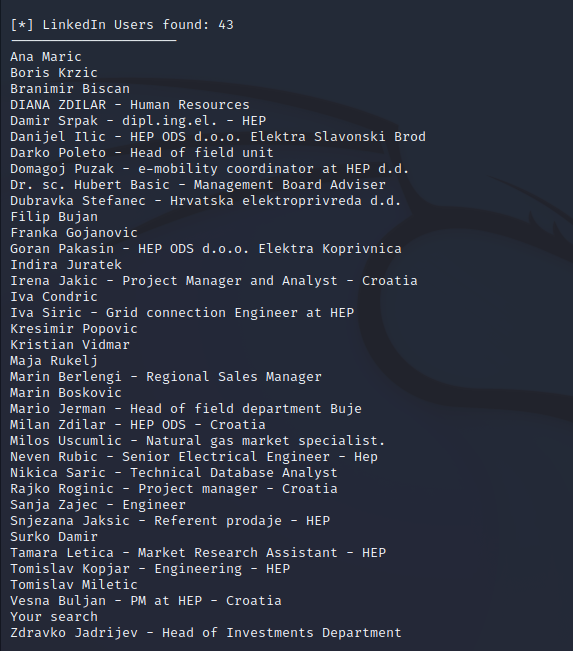 [*] LinkedIn Users found: 43
---------------------
Ana Maric
Boris Krzic
Branimir Biscan
DIANA ZDILAR - Human Resources
Damir Srpak - dipl.ing.el. - HEP
Danijel Ilic - HEP ODS d.o.o. Elektra Slavonski Brod
Darko Poleto - Head of field unit
Domagoj Puzak - e-mobility coordinator at HEP d.d.
Dr. sc. Hubert Basic - Management Board Adviser
Dubravka Stefanec - Hrvatska elektroprivreda d.d.
Filip Bujan
Franka Gojanovic
Goran Pakasin - HEP ODS d.o.o. Elektra Koprivnica
Indira Juratek
Irena Jakic - Project Manager and Analyst - Croatia
Iva Condric
Iva Siric - Grid connection Engineer at HEP
Kresimir Popovic
Kristian Vidmar
Maja Rukelj
Marin Berlengi - Regional Sales Manager
Marin Boskovic
Mario Jerman - Head of field department Buje
Milan Zdilar - HEP ODS - Croatia
Milos Uscumlic - Natural gas market specialist.
Neven Rubic - Senior Electrical Engineer - Hep
Nikica Saric - Technical Database Analyst
Rajko Roginic - Project manager - Croatia
Sanja Zajec - Engineer
Snjezana Jaksic - Referent prodaje - HEP
Surko Damir
Tamara Letica - Market Research Assistant - HEP
Tomislav Kopjar - Engineering - HEP
Tomislav Miletic
Vesna Buljan - PM at HEP - Croatia
Your search
Zdravko Jadrijev - Head of Investments Department